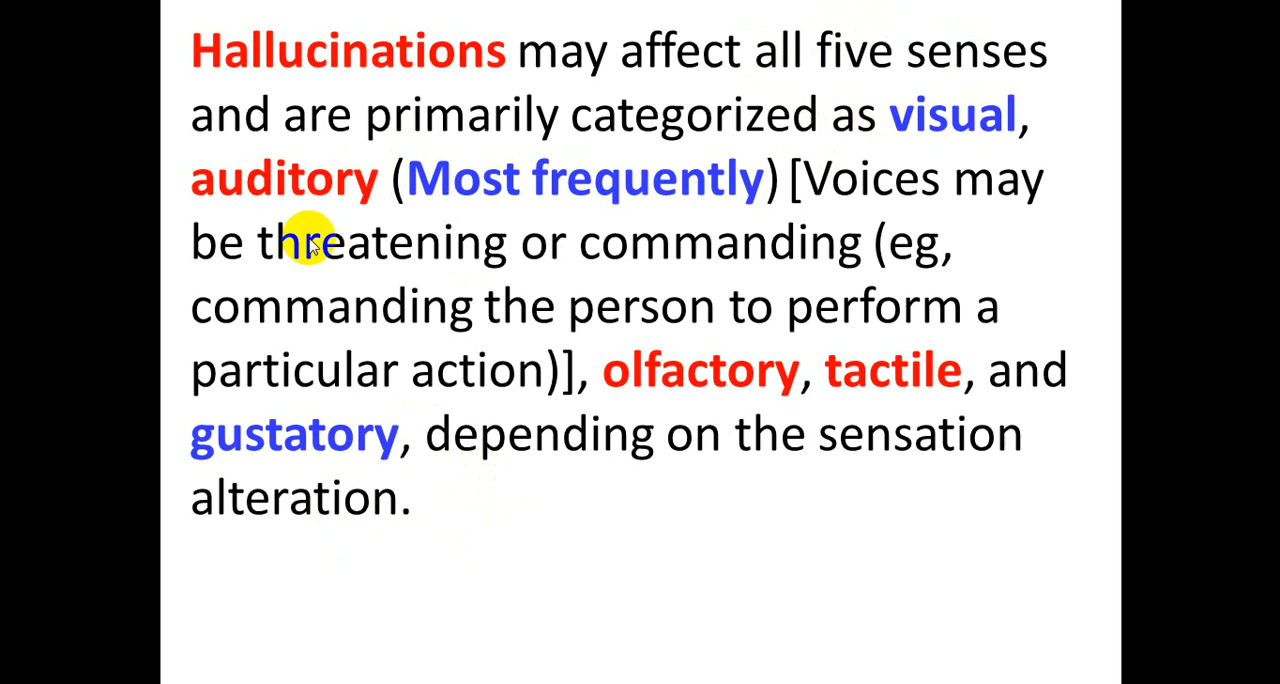 Hallucinations may affect all five senses
and are primarily categorized as visual,
auditory (Most frequently) [Voices may
be threatening or commanding (eg,
commanding the person to perform a
particular action)], olfactory, tactile, and
gustatory, depending on the sensation
alteration.